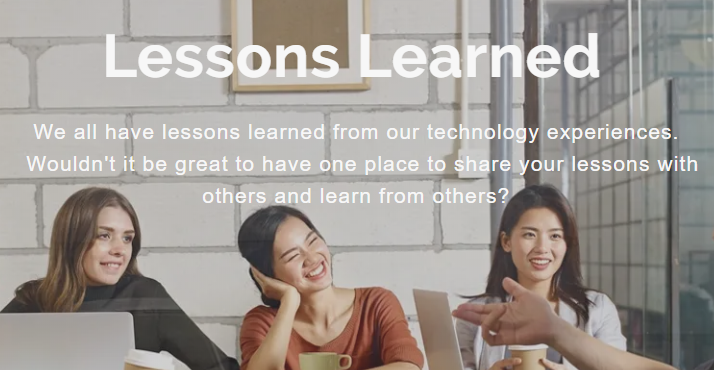 Lessons Learned
We all have lessons learned from our technology experiences.
Wouldn't it be great to have one place to share your lessons with
others and learn from others?